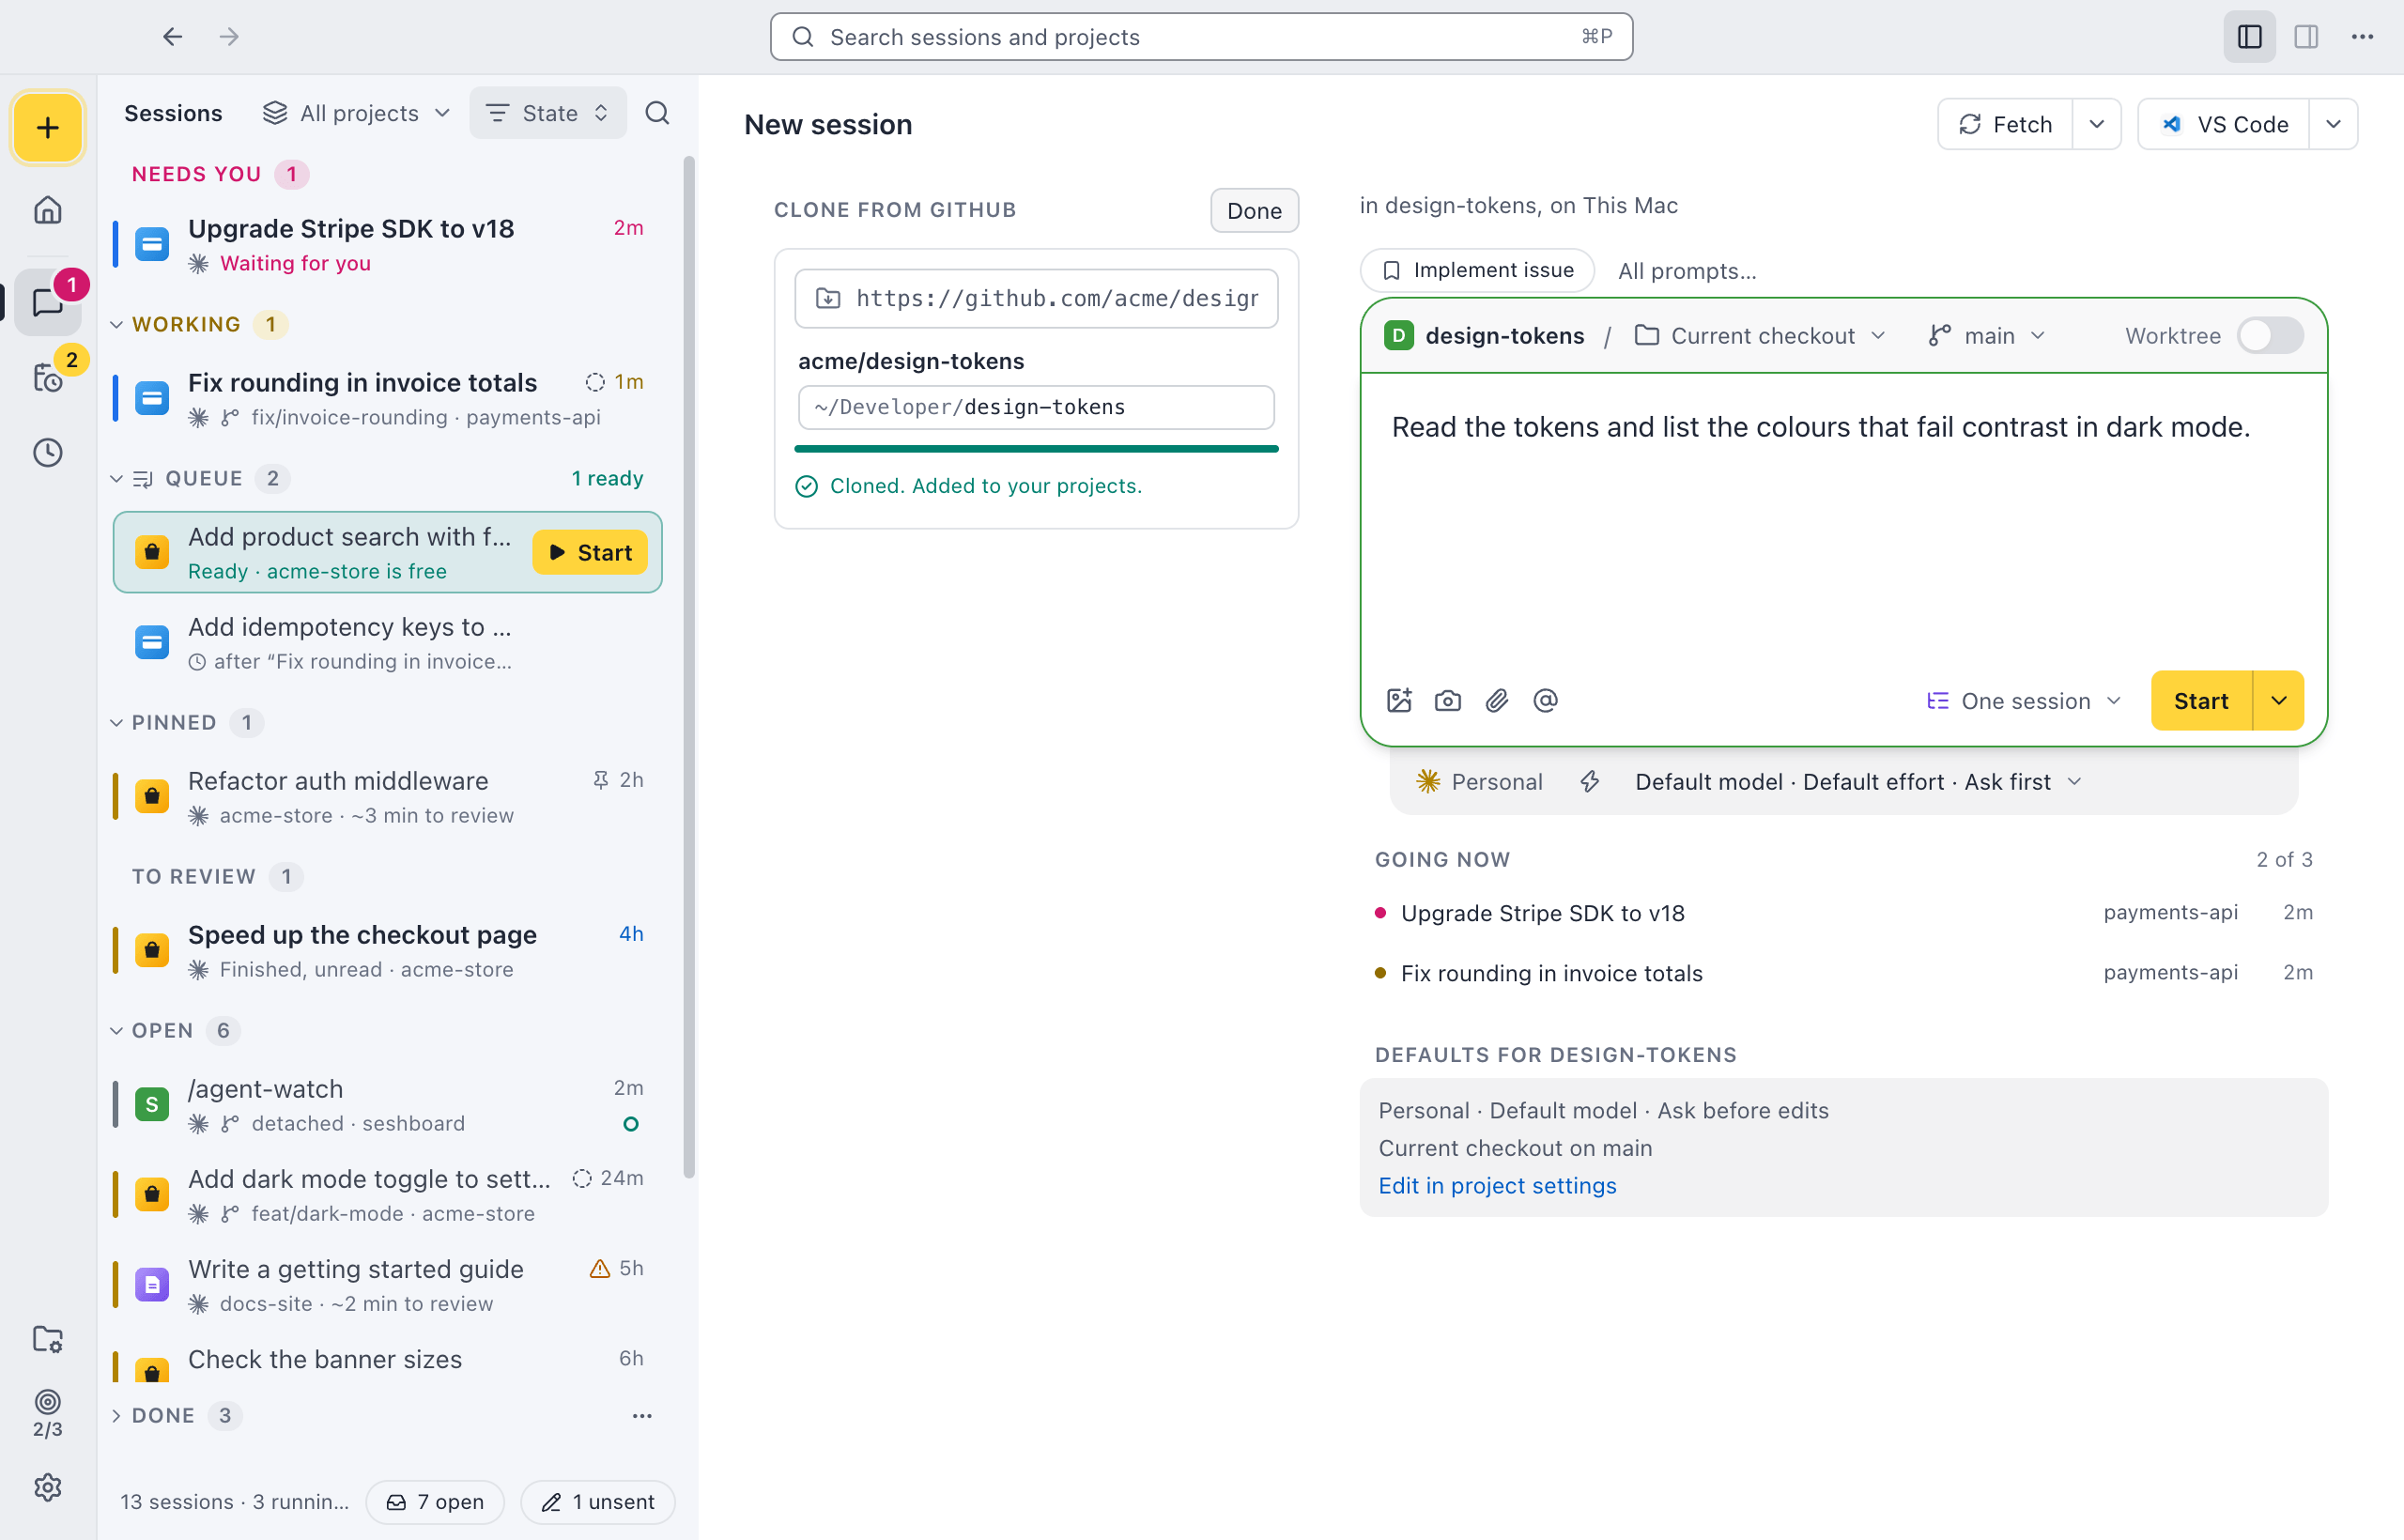 Search sessions and projects ⌘P
Sessions All projects State
NEEDS YOU 1
Upgrade Stripe SDK to v18 2m
Waiting for you
WORKING 1
Fix rounding in invoice totals 1m
fix/invoice-rounding · payments-api
QUEUE 2 1 ready
Add product search with f... Start
Ready · acme-store is free
Add idempotency keys to ...
after “Fix rounding in invoice...
PINNED 1
Refactor auth middleware 2h
acme-store · ~3 min to review
TO REVIEW 1
Speed up the checkout page 4h
Finished, unread · acme-store
OPEN 6
S /agent-watch 2m
detached · seshboard
Add dark mode toggle to sett... 24m
feat/dark-mode · acme-store
Write a getting started guide 5h
docs-site · ~2 min to review
Check the banner sizes 6h
DONE 3
13 sessions · 3 runnin... 7 open 1 unsent
1
2
2/3
New session Fetch VS Code
CLONE FROM GITHUB Done
https://github.com/acme/desigr
acme/design-tokens
~/Developer/design-tokens
Cloned. Added to your projects.
in design-tokens, on This Mac
Implement issue All prompts...
D design-tokens / Current checkout main Worktree
Read the tokens and list the colours that fail contrast in dark mode.
One session Start
Personal Default model · Default effort · Ask first
GOING NOW 2 of 3
Upgrade Stripe SDK to v18 payments-api 2m
Fix rounding in invoice totals payments-api 2m
DEFAULTS FOR DESIGN-TOKENS
Personal · Default model · Ask before edits
Current checkout on main
Edit in project settings